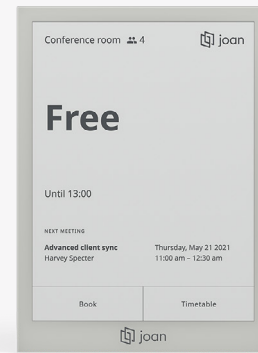 Conference room 4
joan
Free
Until 13:00
NEXT MEETING
Advanced client sync
Thursday, May 21 2021
Harvey Specter
11:00 am – 12:30 am
Book
Timetable
joan